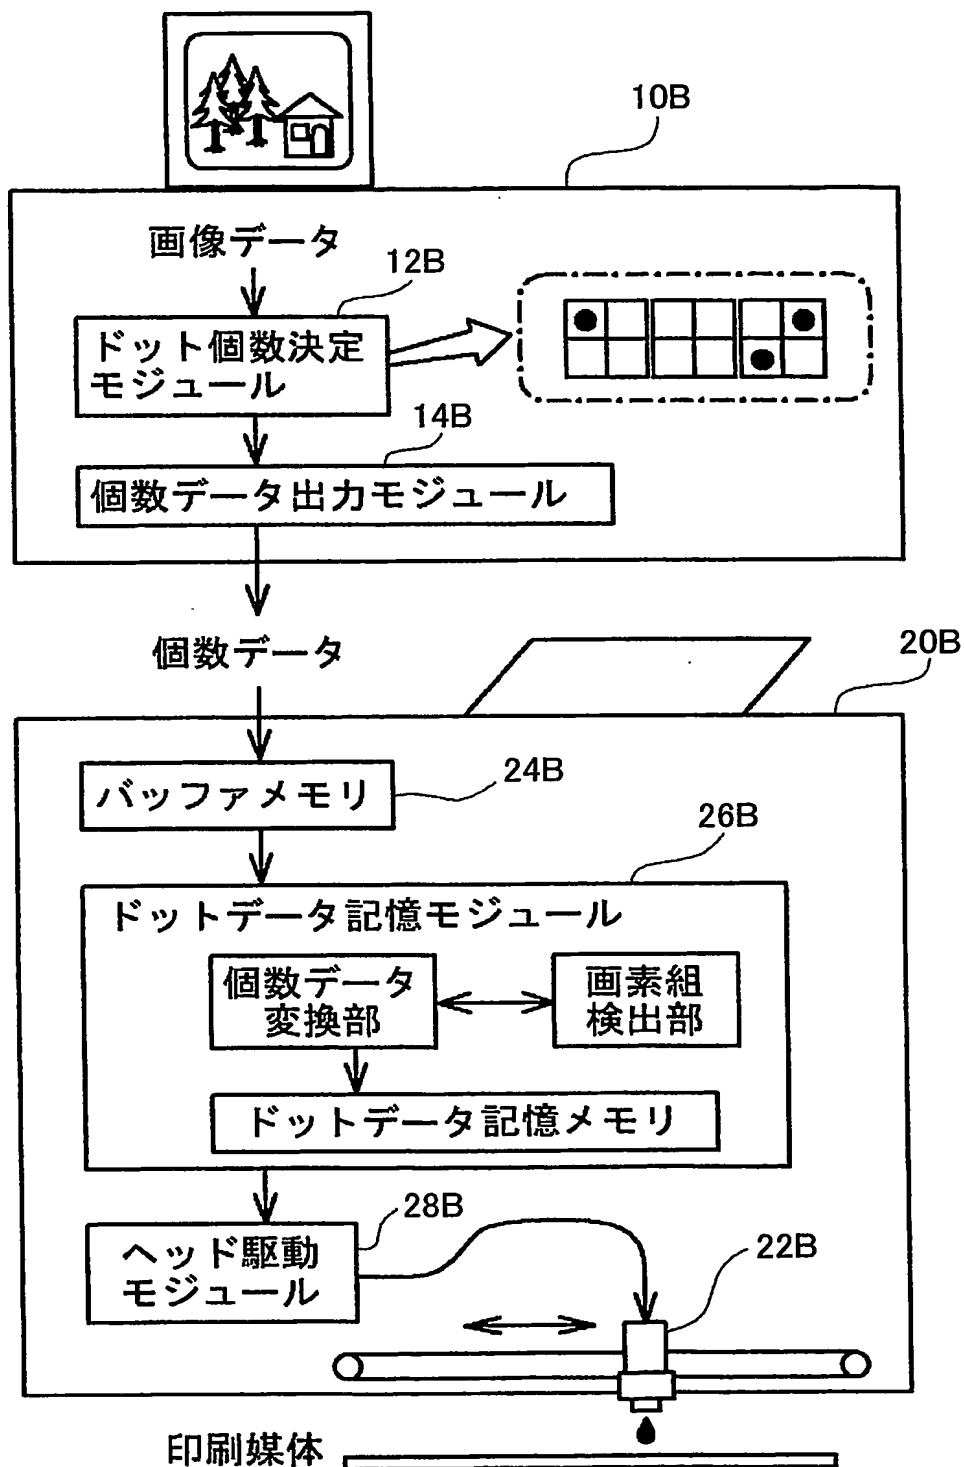 10B
画像データ
12B
ドット個数決定
モジュール
14B
個数データ出力モジュール
個数データ
20B
バッファメモリ
24B
26B
ドットデータ記憶モジュール
個数データ
変換部
画素組
検出部
ドットデータ記憶メモリ
28B
ヘッド駆動
モジュール
22B
印刷媒体